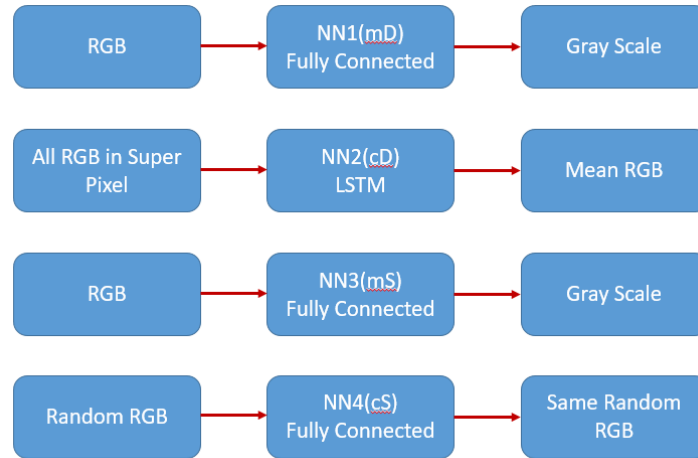 RGB
NN1(mD)
Fully Connected
Gray Scale
All RGB in Super
Pixel
NN2(cD)
LSTM
Mean RGB
RGB
NN3(mS)
Fully Connected
Gray Scale
Random RGB
NN4(cS)
Fully Connected
Same Random
RGB